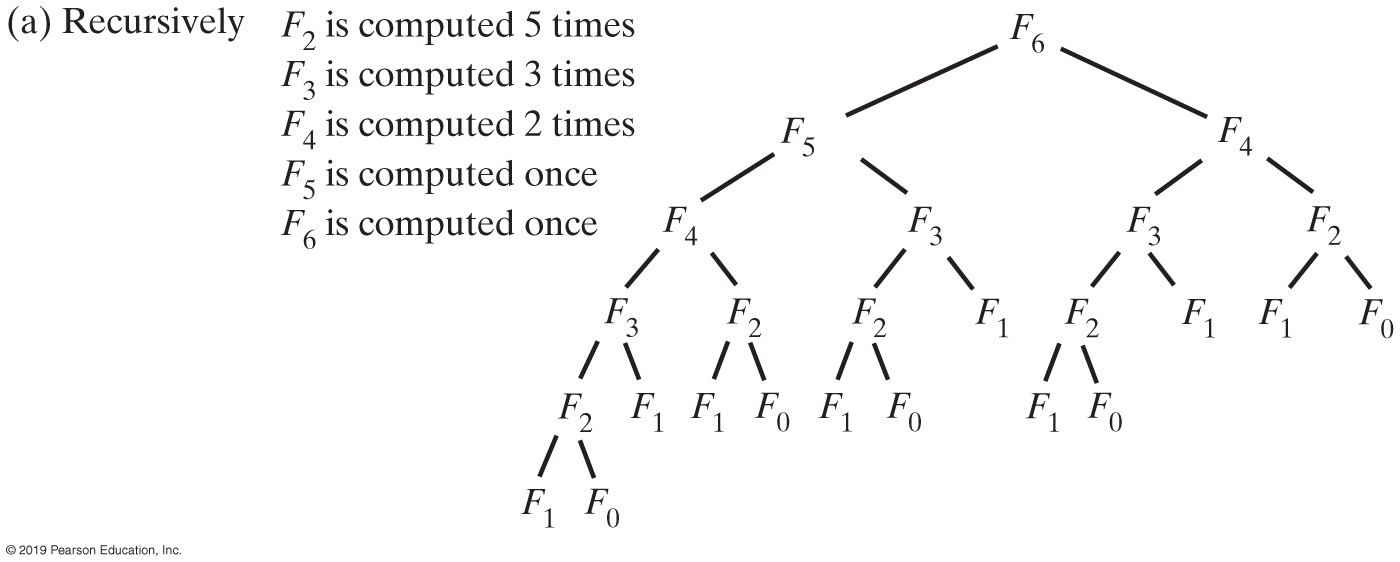 (a) Recursively
F2 is computed 5 times
F3 is computed 3 times
F4 is computed 2 times
F5 is computed once
F6 is computed once
F6
F5 F4
F4 F3 F3 F2
F3 F2 F2 F1 F2 F1 F1 F0
F2 F1 F1 F0 F1 F0 F1 F0
F1 F0
© 2019 Pearson Education, Inc.